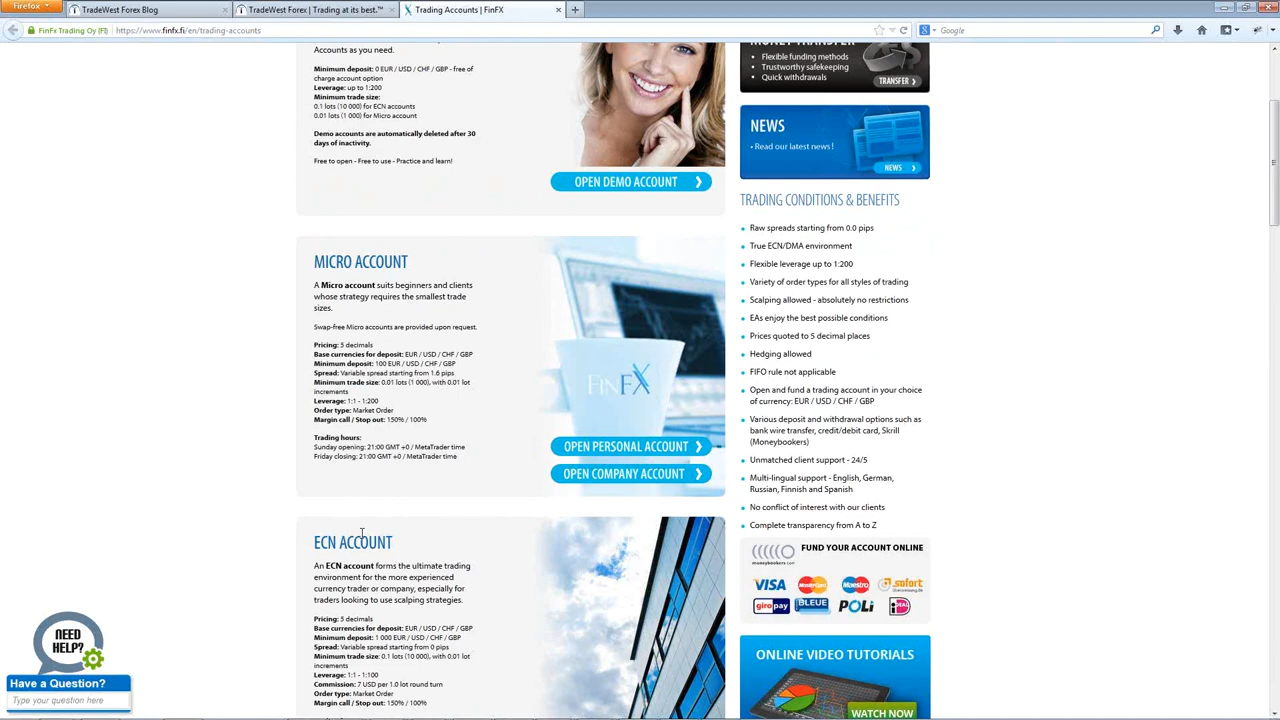 Firefox
TradeWest Forex Blog
TradeWest Forex | Trading at its best.™
Trading Accounts | FinFX
FinFx Trading Oy (FI)
https://www.finfx.fi/en/trading-accounts
Google
Accounts as you need.
Minimum deposit: 0 EUR / USD / CHF / GBP - free of
charge account option
Leverage: up to 1:200
Minimum trade size:
0.1 lots (10 000) for ECN accounts
0.01 lots (1 000) for Micro account
Demo accounts are automatically deleted after 30
days of inactivity.
Free to open - Free to use - Practice and learn!
OPEN DEMO ACCOUNT
MICRO ACCOUNT
A Micro account suits beginners and clients
whose strategy requires the smallest trade
sizes.
Swap-free Micro accounts are provided upon request.
Pricing: 5 decimals
Base currencies for deposit: EUR / USD / CHF / GBP
Minimum deposit: 100 EUR / USD / CHF / GBP
Spread: Variable spread starting from 1.6 pips
Minimum trade size: 0.01 lots (1 000), with 0.01 lot
increments
Leverage: 1:1 - 1:200
Order type: Market Order
Margin call / Stop out: 150% / 100%
Trading hours:
Sunday opening: 21:00 GMT +0 / MetaTrader time
Friday closing: 21:00 GMT +0 / MetaTrader time
FINFX
OPEN PERSONAL ACCOUNT
OPEN COMPANY ACCOUNT
ECN ACCOUNT
An ECN account forms the ultimate trading
environment for the more experienced
currency trader or company, especially for
traders looking to use scalping strategies.
Pricing: 5 decimals
Base currencies for deposit: EUR / USD / CHF / GBP
Minimum deposit: 1 000 EUR / USD / CHF / GBP
Spread: Variable spread starting from 0 pips
Minimum trade size: 0.1 lots (10 000), with 0.01 lot
increments
Leverage: 1:1 - 1:100
Commission: 7 USD per 1.0 lot round turn
Order type: Market Order
Margin call / Stop out: 150% / 100%
MONEY TRANSFER
• Flexible funding methods
• Trustworthy safekeeping
• Quick withdrawals
TRANSFER
NEWS
• Read our latest news!
NEWS
TRADING CONDITIONS & BENEFITS
Raw spreads starting from 0.0 pips
True ECN/DMA environment
Flexible leverage up to 1:200
Variety of order types for all styles of trading
Scalping allowed - absolutely no restrictions
EAs enjoy the best possible conditions
Prices quoted to 5 decimal places
Hedging allowed
FIFO rule not applicable
Open and fund a trading account in your choice
of currency: EUR / USD / CHF / GBP
Various deposit and withdrawal options such as
bank wire transfer, credit/debit card, Skrill
(Moneybookers)
Unmatched client support - 24/5
Multi-lingual support - English, German,
Russian, Finnish and Spanish
No conflict of interest with our clients
Complete transparency from A to Z
FUND YOUR ACCOUNT ONLINE
moneybookers.com
VISA MasterCard Maestro sofort
giropay BLEUE POLi iDEAL
ONLINE VIDEO TUTORIALS
WATCH NOW
NEED
HELP?
Have a Question?
Type your question here